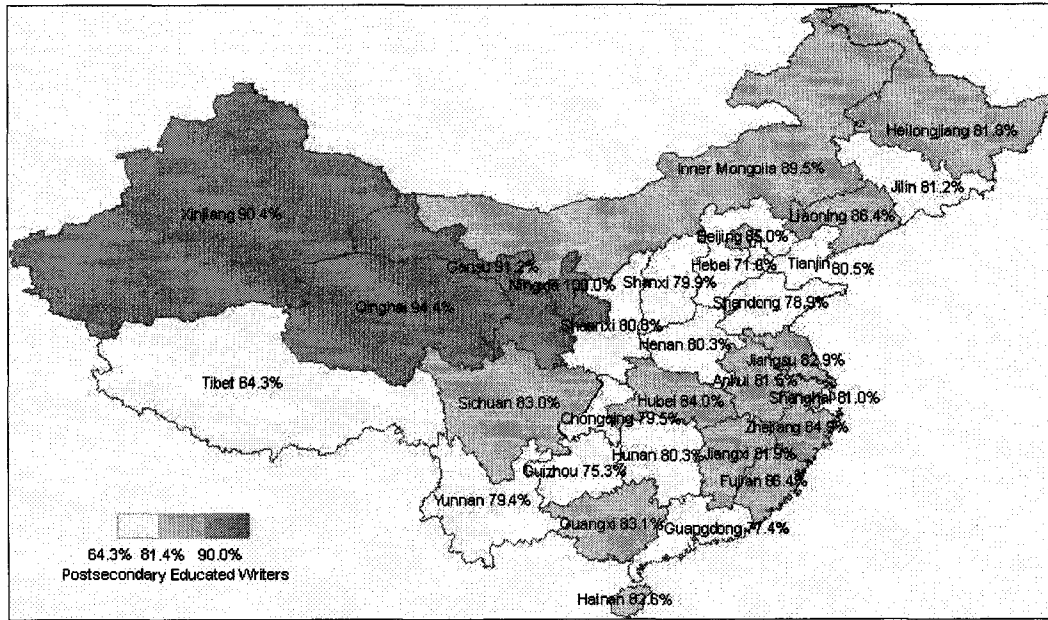 Heilongjiang 81.8%
Inner Mongolia 89.5%
Jilin 81.2%
Xinjiang 90.4%
Liaoning 86.4%
Beijing 85.0%
Gansu 91.2%
Hebei 71.8%
Tianjin 80.5%
Ningxia 100.0%
Shanxi 79.9%
Qinghai 94.4%
Shandong 78.9%
Shaanxi 80.8%
Henan 80.3%
Jiangsu 82.9%
Tibet 64.3%
Anhui 81.5%
Shanghai 81.0%
Sichuan 83.0%
Hubei 84.0%
Chongqing 79.5%
Zhejiang 84.9%
Hunan 80.3%
Jiangxi 81.9%
Guizhou 75.3%
Fujian 86.4%
Yunnan 79.4%
Guangxi 83.1%
Guangdong 77.4%
64.3% 81.4% 90.0%
Postsecondary Educated Writers
Hainan 82.6%